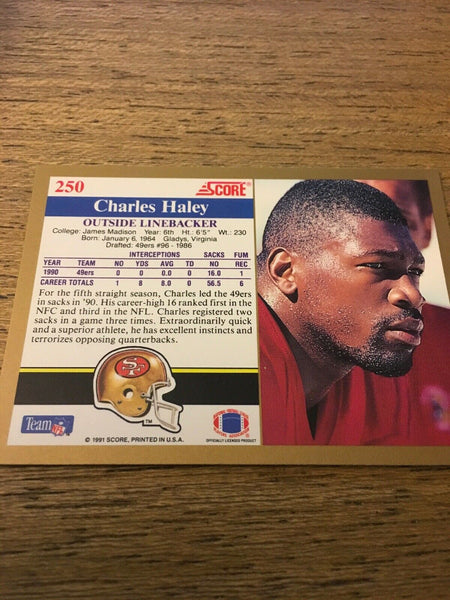 250
SCORE
Charles Haley
OUTSIDE LINEBACKER
College: James Madison Year: 6th Ht.: 6'5" Wt.: 230
Born: January 6, 1964 Gladys, Virginia
Drafted: 49ers #96 - 1986
INTERCEPTIONS SACKS FUM
YEAR TEAM NO YDS AVG TD NO REC
1990 49ers 0 0 0.0 0 16.0 1
CAREER TOTALS 1 8 8.0 0 56.5 6
For the fifth straight season, Charles led the 49ers
in sacks in '90. His career-high 16 ranked first in the
NFC and third in the NFL. Charles registered two
sacks in a game three times. Extraordinarily quick
and a superior athlete, he has excellent instincts and
terrorizes opposing quarterbacks.
SF
TM
Team NFL
© 1991 SCORE, PRINTED IN U.S.A.
OFFICIALLY LICENSED PRODUCT